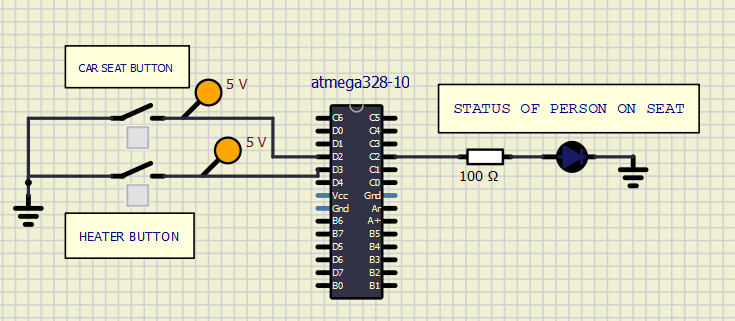 CAR SEAT BUTTON
5 V
5 V
HEATER BUTTON
atmega328-10
C6 C5
D0 C4
D1 C3
D2 C2
D3 C1
D4 C0
Vcc Gnd
Gnd Ar
B6 A+
B7 B5
D5 B4
D6 B3
D7 B2
B0 B1
STATUS OF PERSON ON SEAT
100 Ω